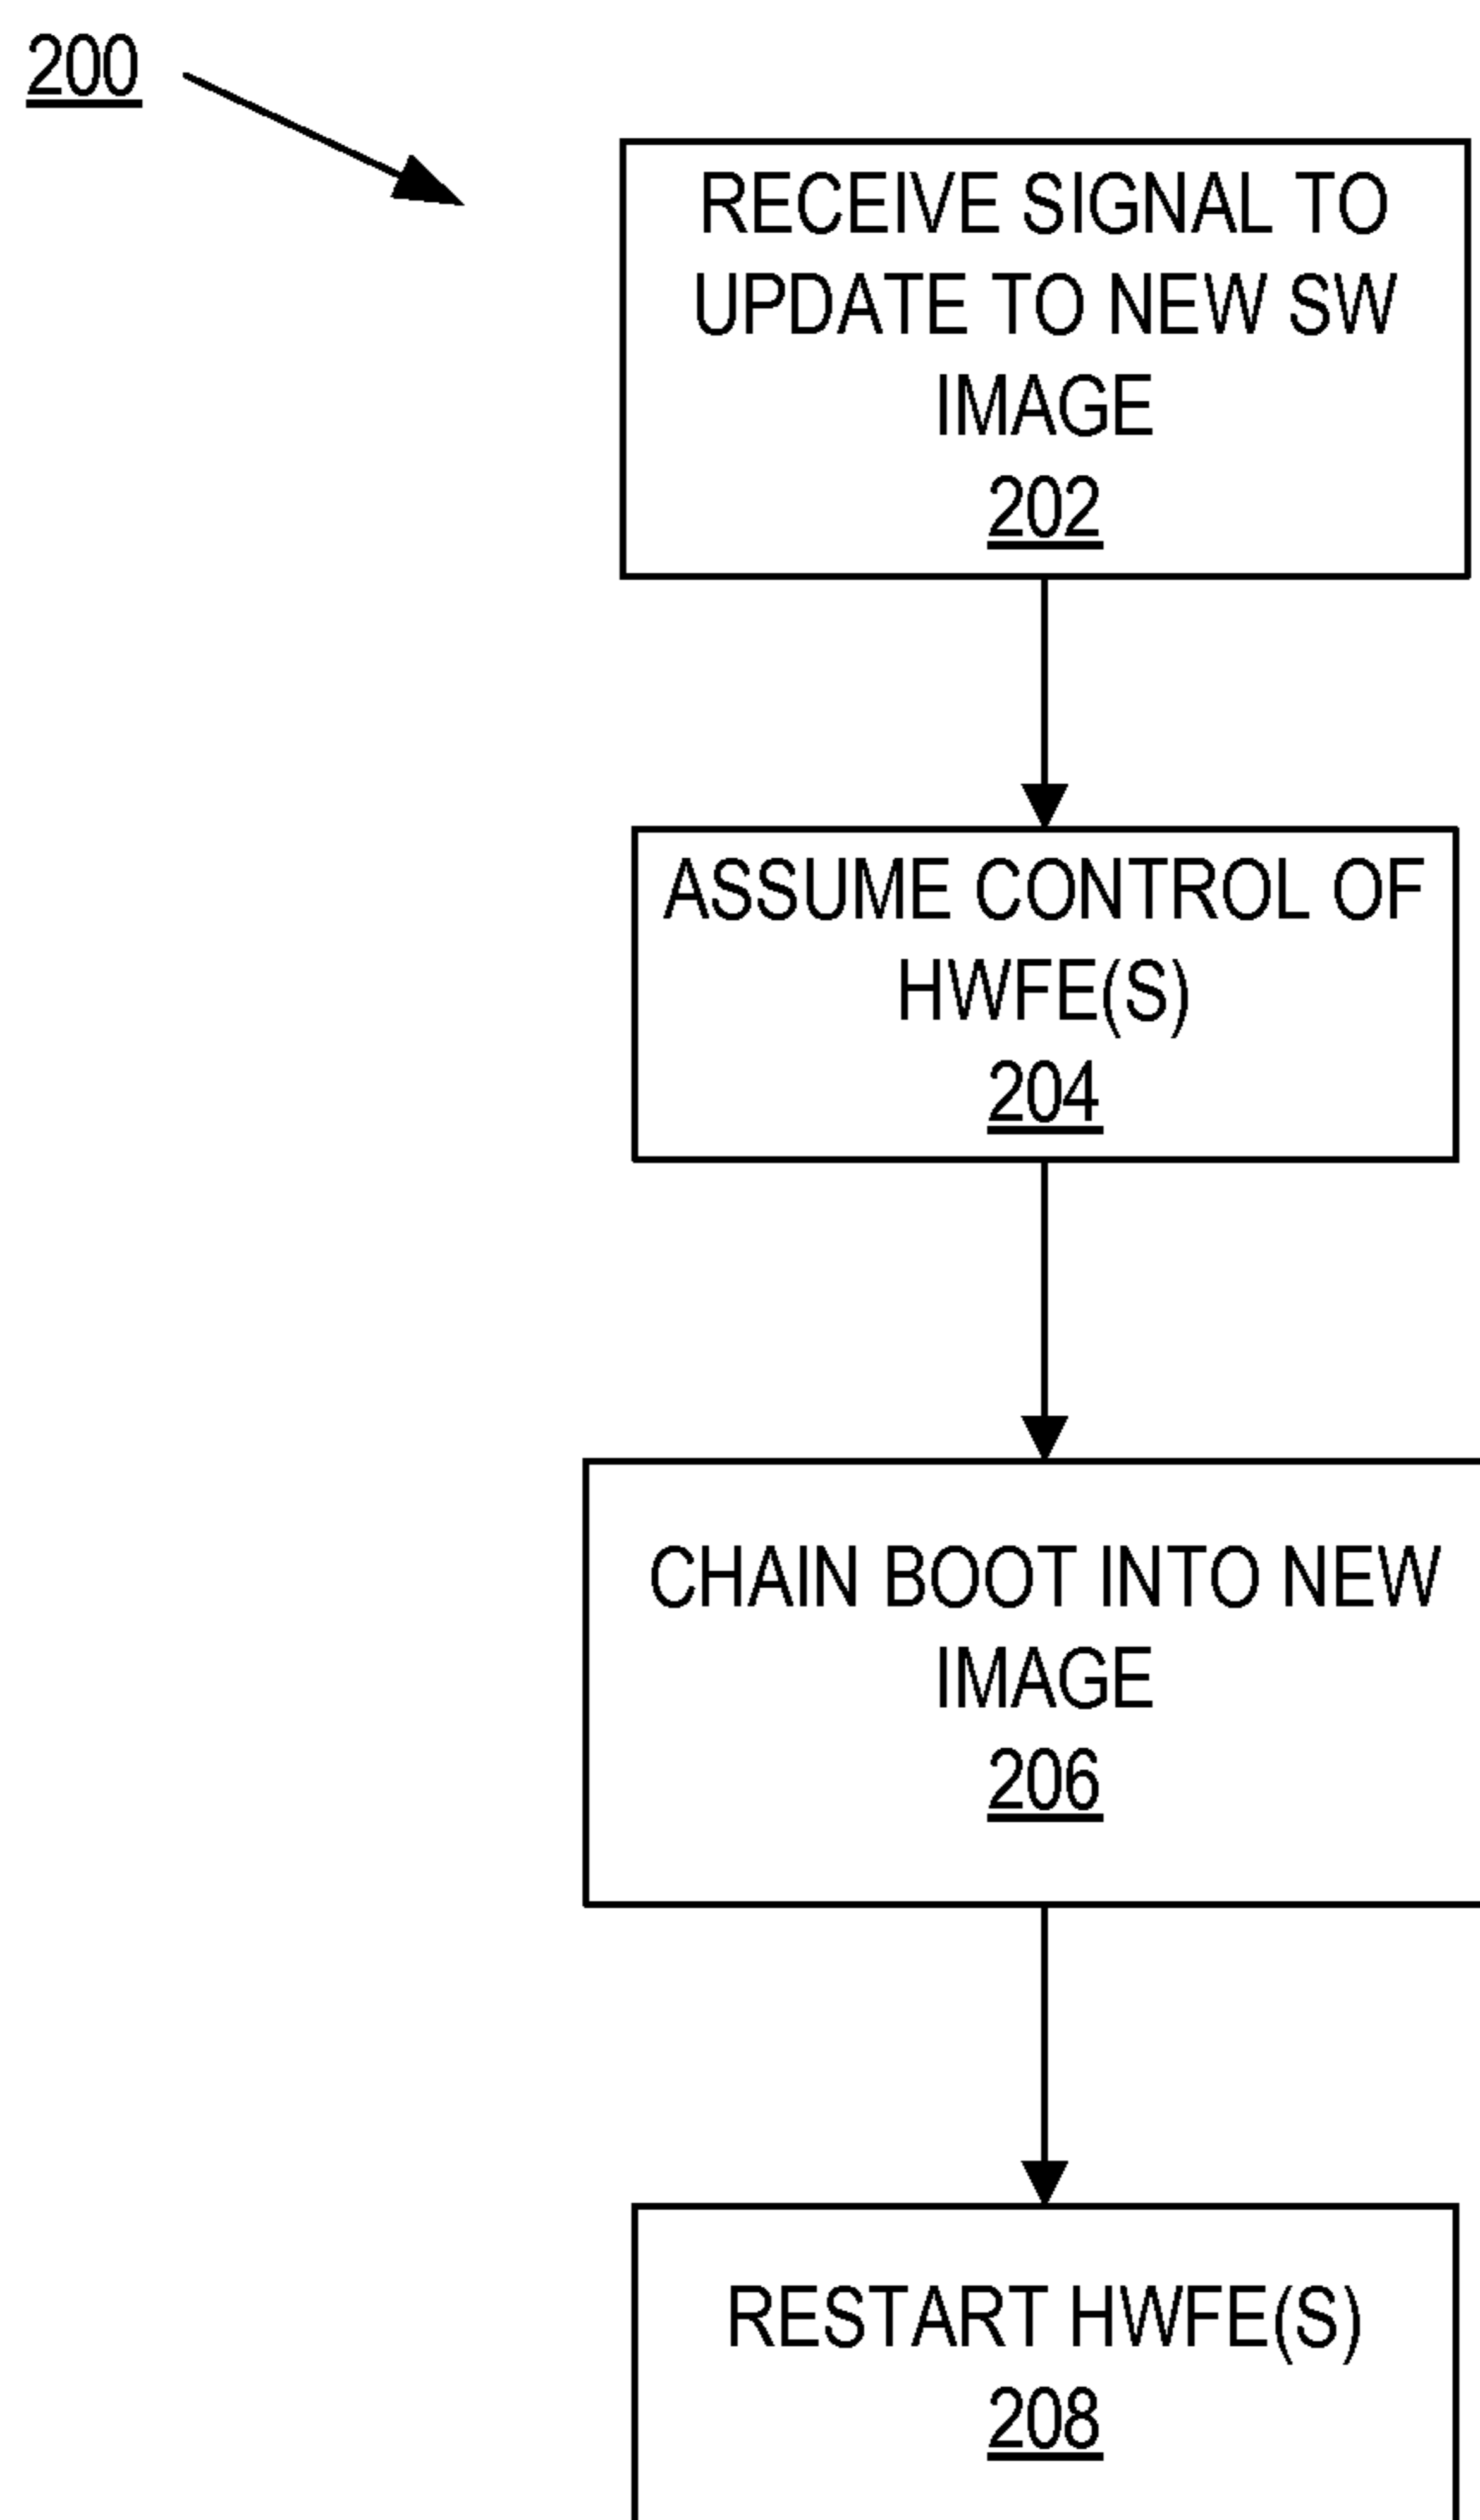 200
RECEIVE SIGNAL TO
UPDATE TO NEW SW
IMAGE
202
ASSUME CONTROL OF
HWFE(S)
204
CHAIN BOOT INTO NEW
IMAGE
206
RESTART HWFE(S)
208